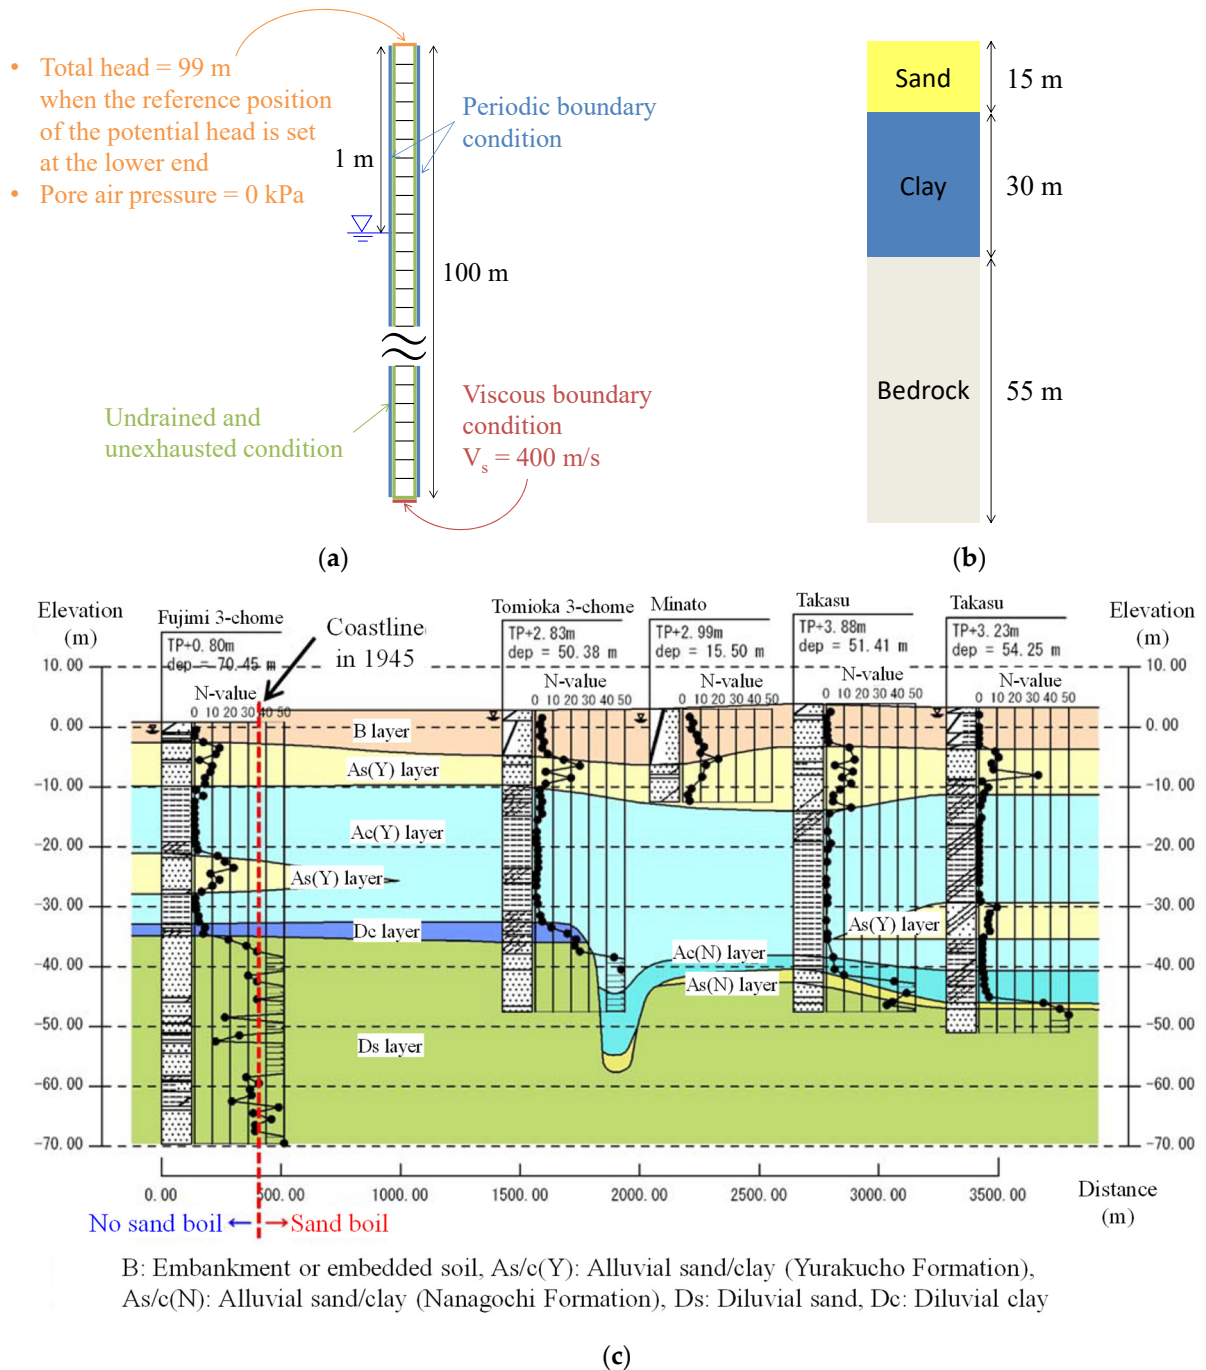 • Total head = 99 m
when the reference position
of the potential head is set
at the lower end
• Pore air pressure = 0 kPa
1 m
Periodic boundary
condition
100 m
Undrained and
unexhausted condition
Viscous boundary
condition
Vs = 400 m/s
(a)
Sand
15 m
Clay
30 m
Bedrock
55 m
(b)
Elevation
(m)
Fujimi 3-chome
TP+0.80m
dep = 70.45 m
N-value
0 10 20 30 40 50
Coastline
in 1945
Tomioka 3-chome
TP+2.83m
dep = 50.38 m
N-value
0 10 20 30 40 50
Minato
TP+2.99m
dep = 15.50 m
N-value
0 10 20 30 40 50
Takasu
TP+3.88m
dep = 51.41 m
N-value
0 10 20 30 40 50
Takasu
TP+3.23m
dep = 54.25 m
N-value
0 10 20 30 40 50
Elevation
(m)
10.00
0.00
-10.00
-20.00
-30.00
-40.00
-50.00
-60.00
-70.00
B layer
As(Y) layer
Ac(Y) layer
As(Y) layer
Dc layer
As(Y) layer
Ac(N) layer
As(N) layer
Ds layer
10.00
0.00
-10.00
-20.00
-30.00
-40.00
-50.00
-60.00
-70.00
0.00 500.00 1000.00 1500.00 2000.00 2500.00 3000.00 3500.00
Distance
(m)
No sand boil ← → Sand boil
B: Embankment or embedded soil, As/c(Y): Alluvial sand/clay (Yurakucho Formation),
As/c(N): Alluvial sand/clay (Nanagochi Formation), Ds: Diluvial sand, Dc: Diluvial clay
(c)